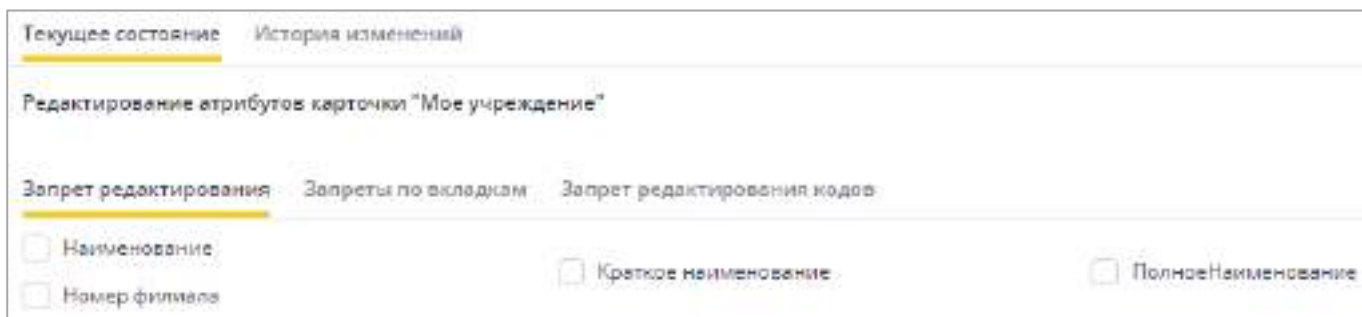 Текущее состояние История изменений
Редактирование атрибутов карточки "Мое учреждение"
Запрет редактирования Запреты по вкладкам Запрет редактирования кодов
Наименование
Краткое наименование ПолноеНаименование
Номер филиала